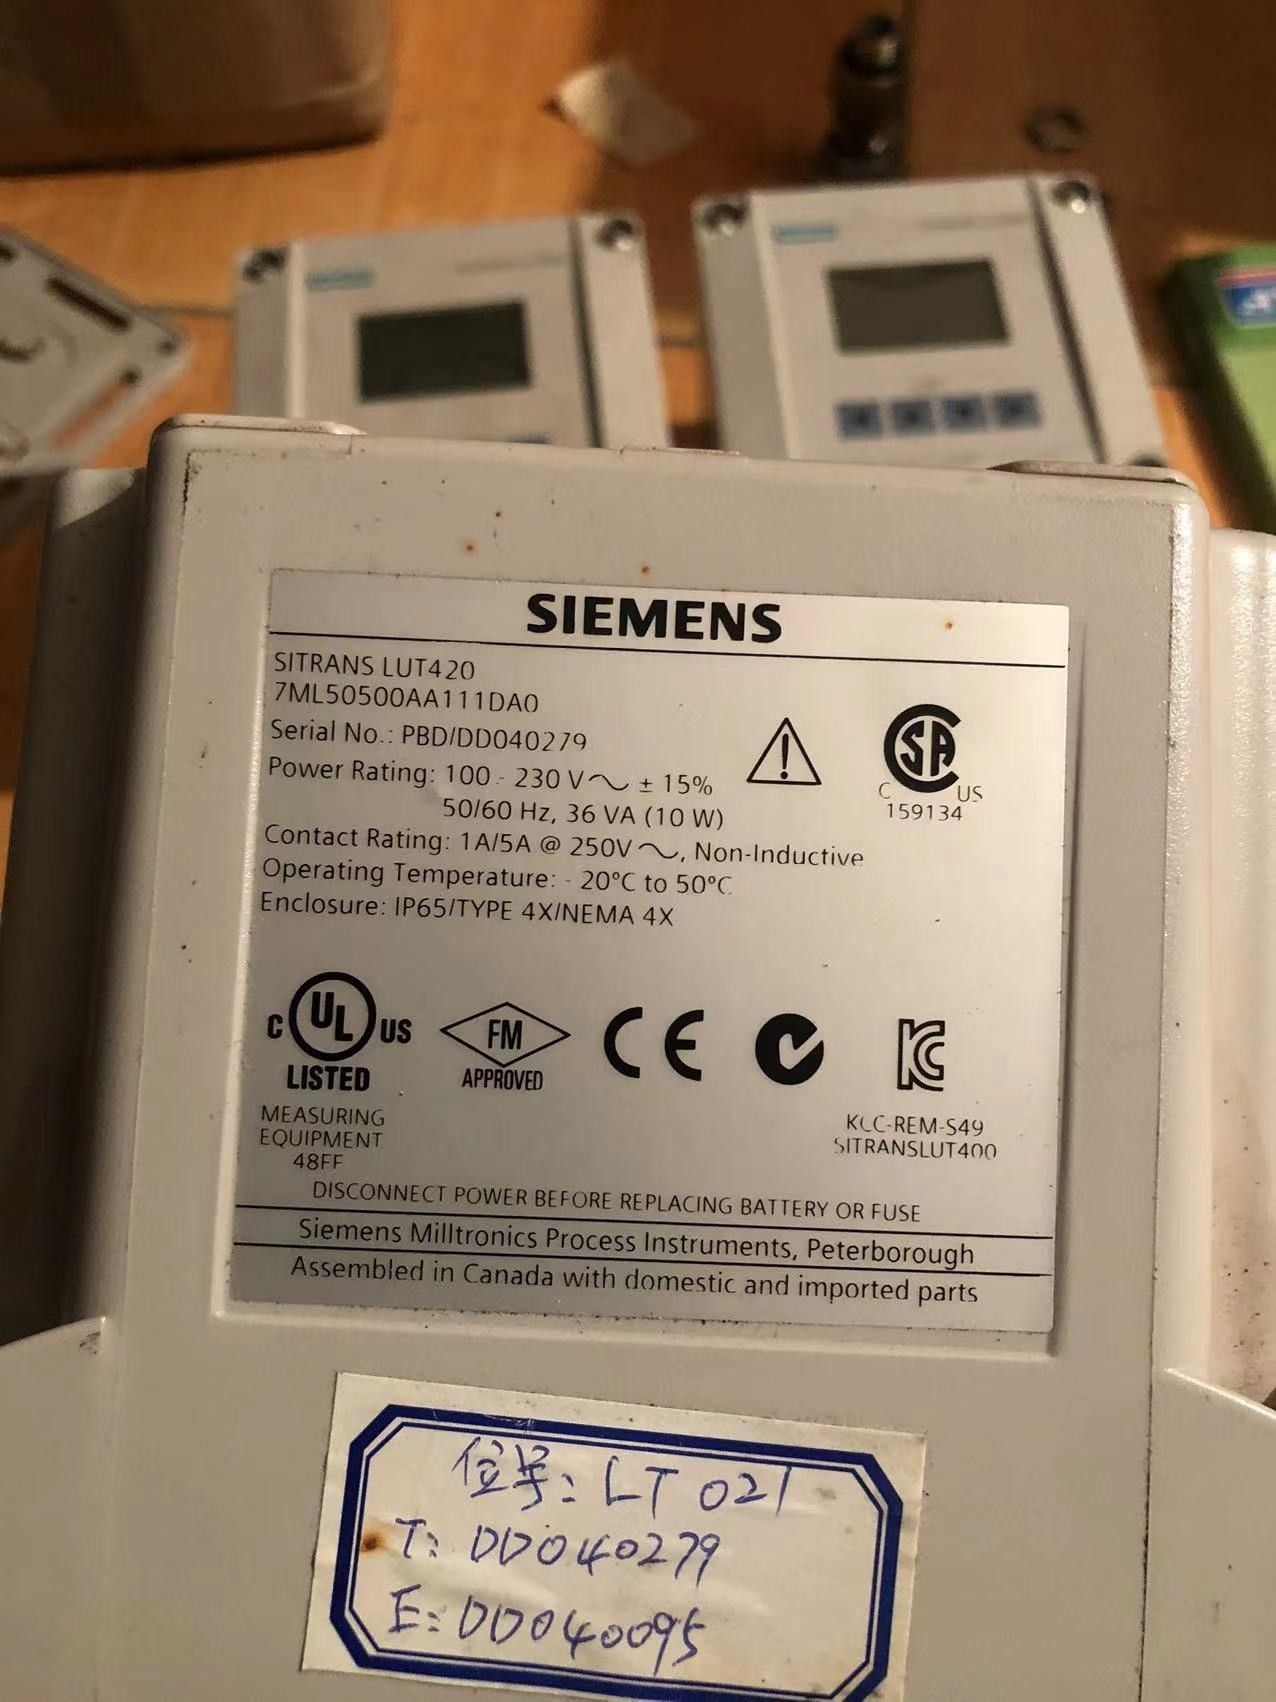 SIEMENS
SITRANS LUT420
7ML50500AA111DA0
Serial No.: PBD/DD040279
Power Rating: 100 - 230 V ~ ± 15%
50/60 Hz, 36 VA (10 W)
Contact Rating: 1A/5A @ 250V ~, Non-Inductive
Operating Temperature: - 20°C to 50°C
Enclosure: IP65/TYPE 4X/NEMA 4X
SA
C US
159134
C UL US
LISTED
MEASURING
EQUIPMENT
48FF
FM
APPROVED
CE
KC
KCC-REM-S49
SITRANSLUT400
DISCONNECT POWER BEFORE REPLACING BATTERY OR FUSE
Siemens Milltronics Process Instruments, Peterborough
Assembled in Canada with domestic and imported parts
位号: LT 021
T: DD040279
E: DD040095